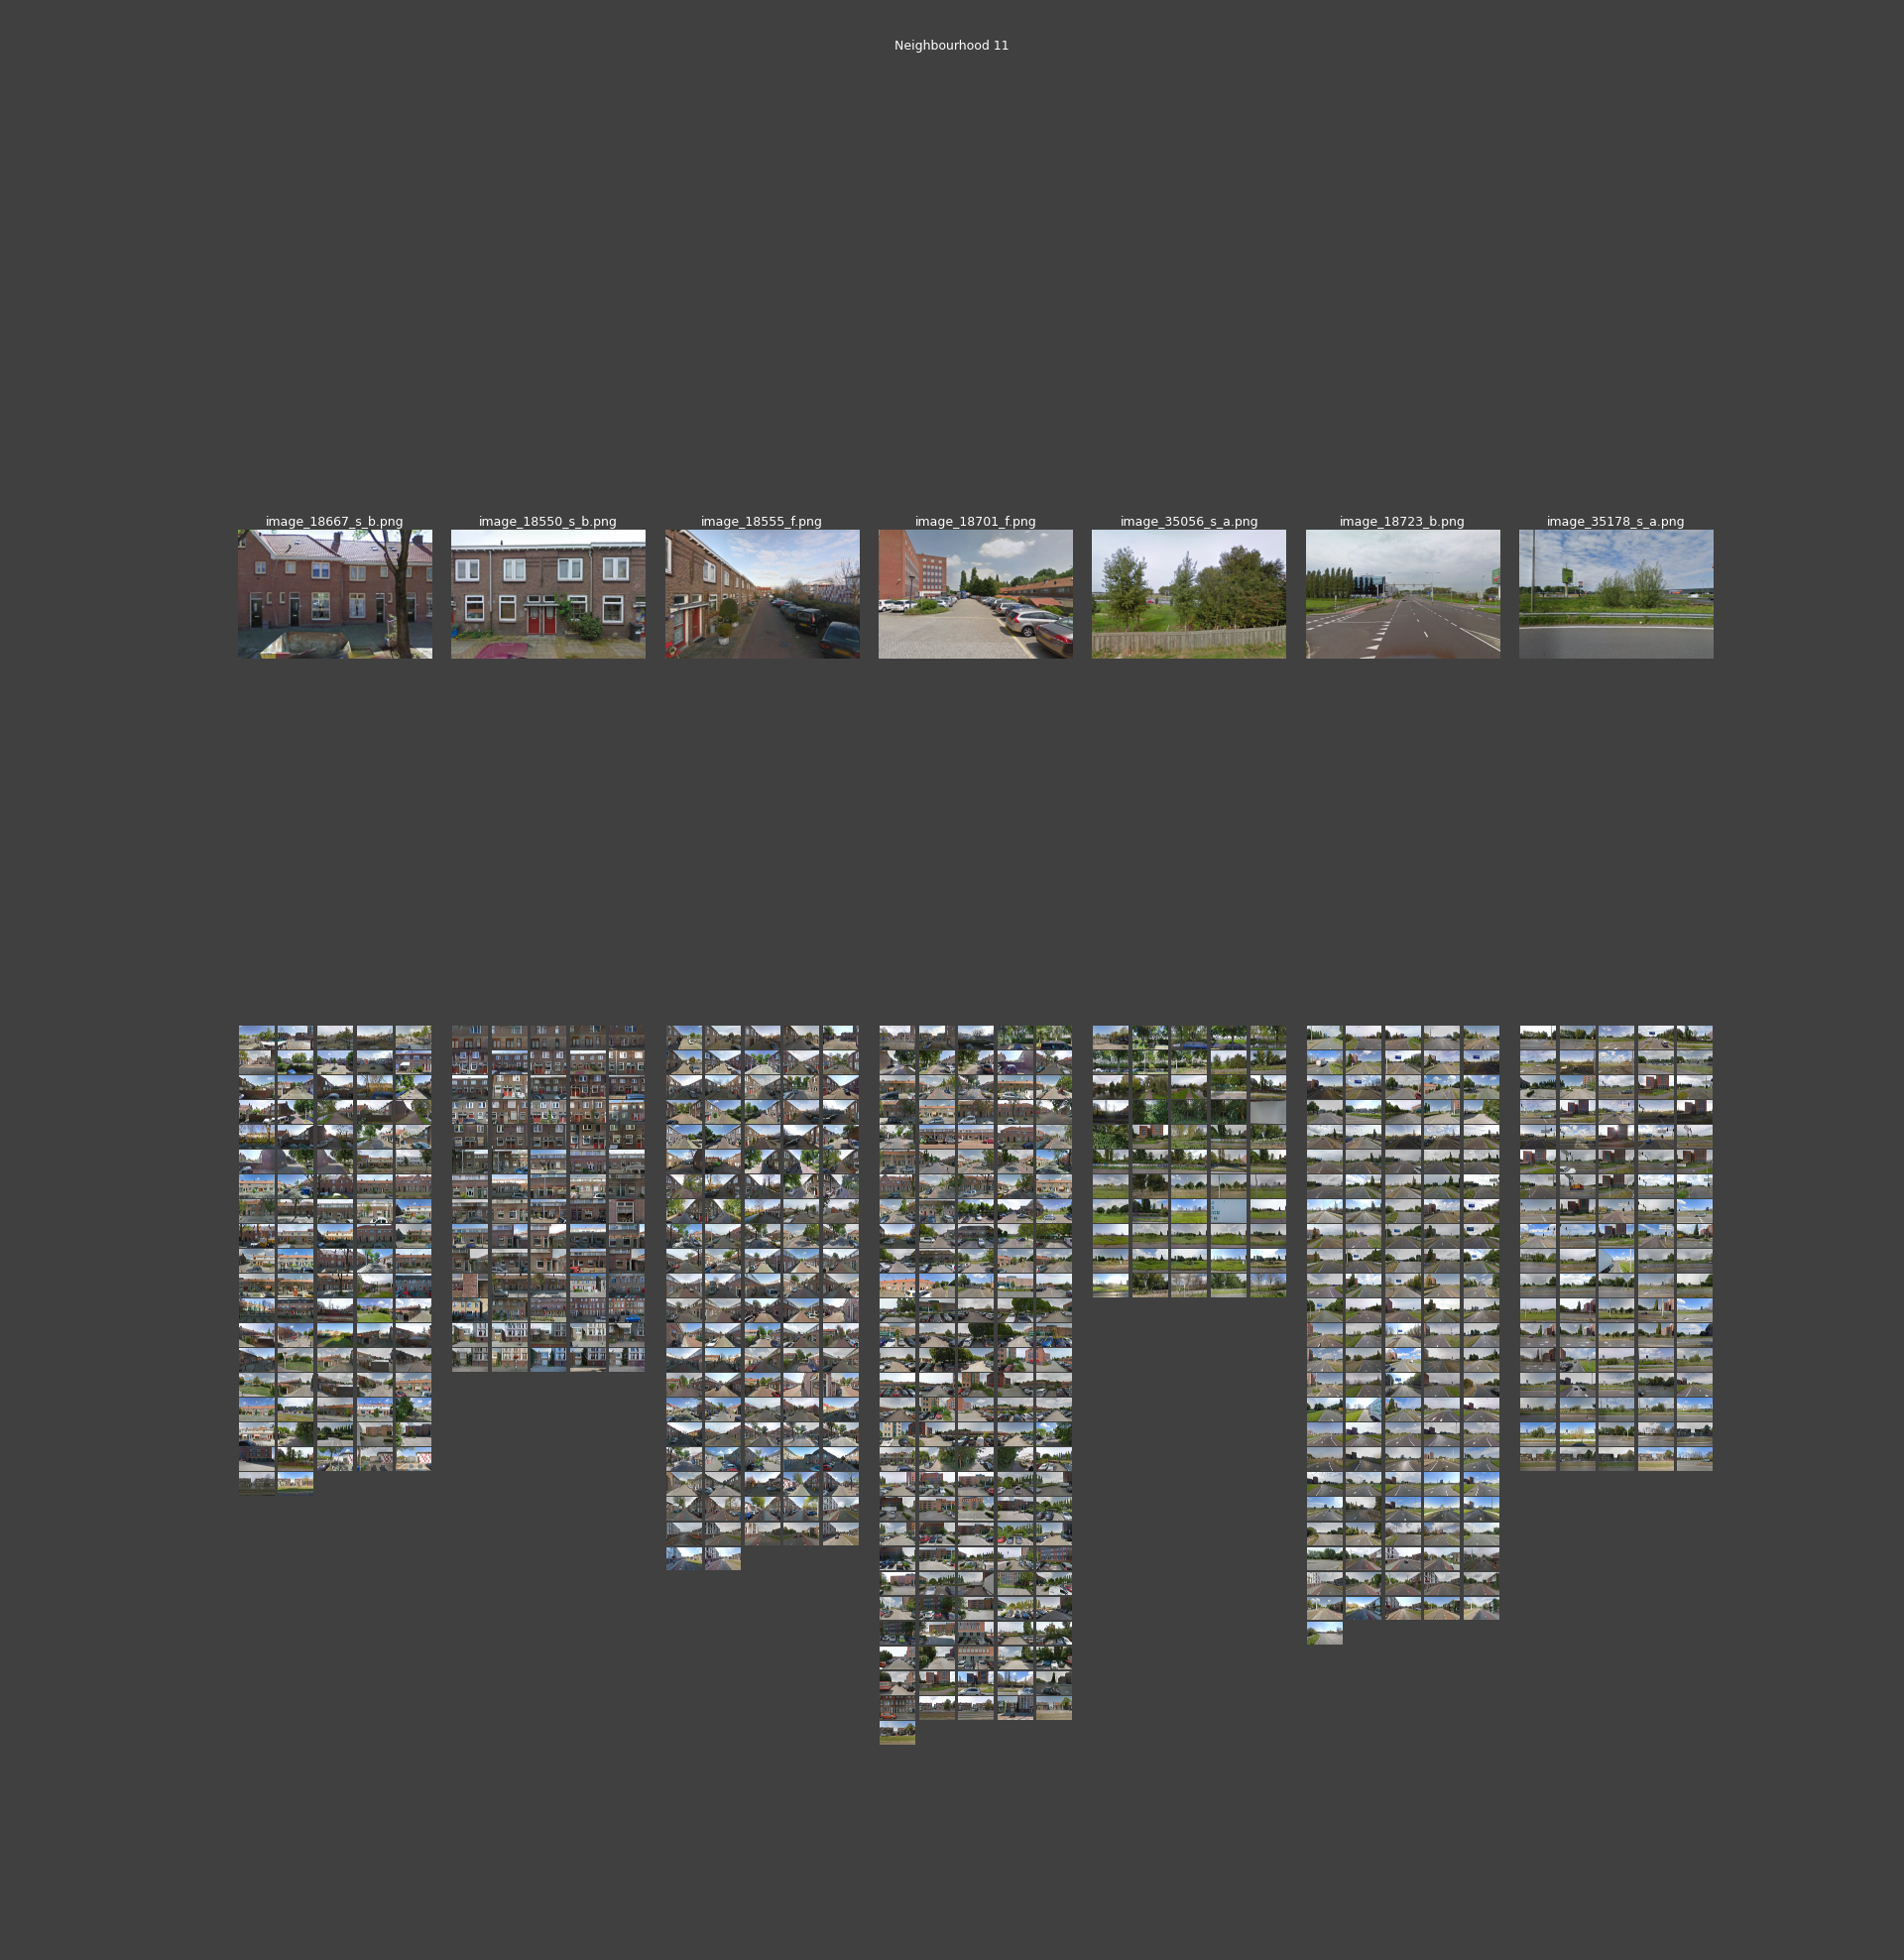 Neighbourhood 11
image_18667_s_b.png
image_18550_s_b.png
image_18555_f.png
image_18701_f.png
image_35056_s_a.png
image_18723_b.png
image_35178_s_a.png